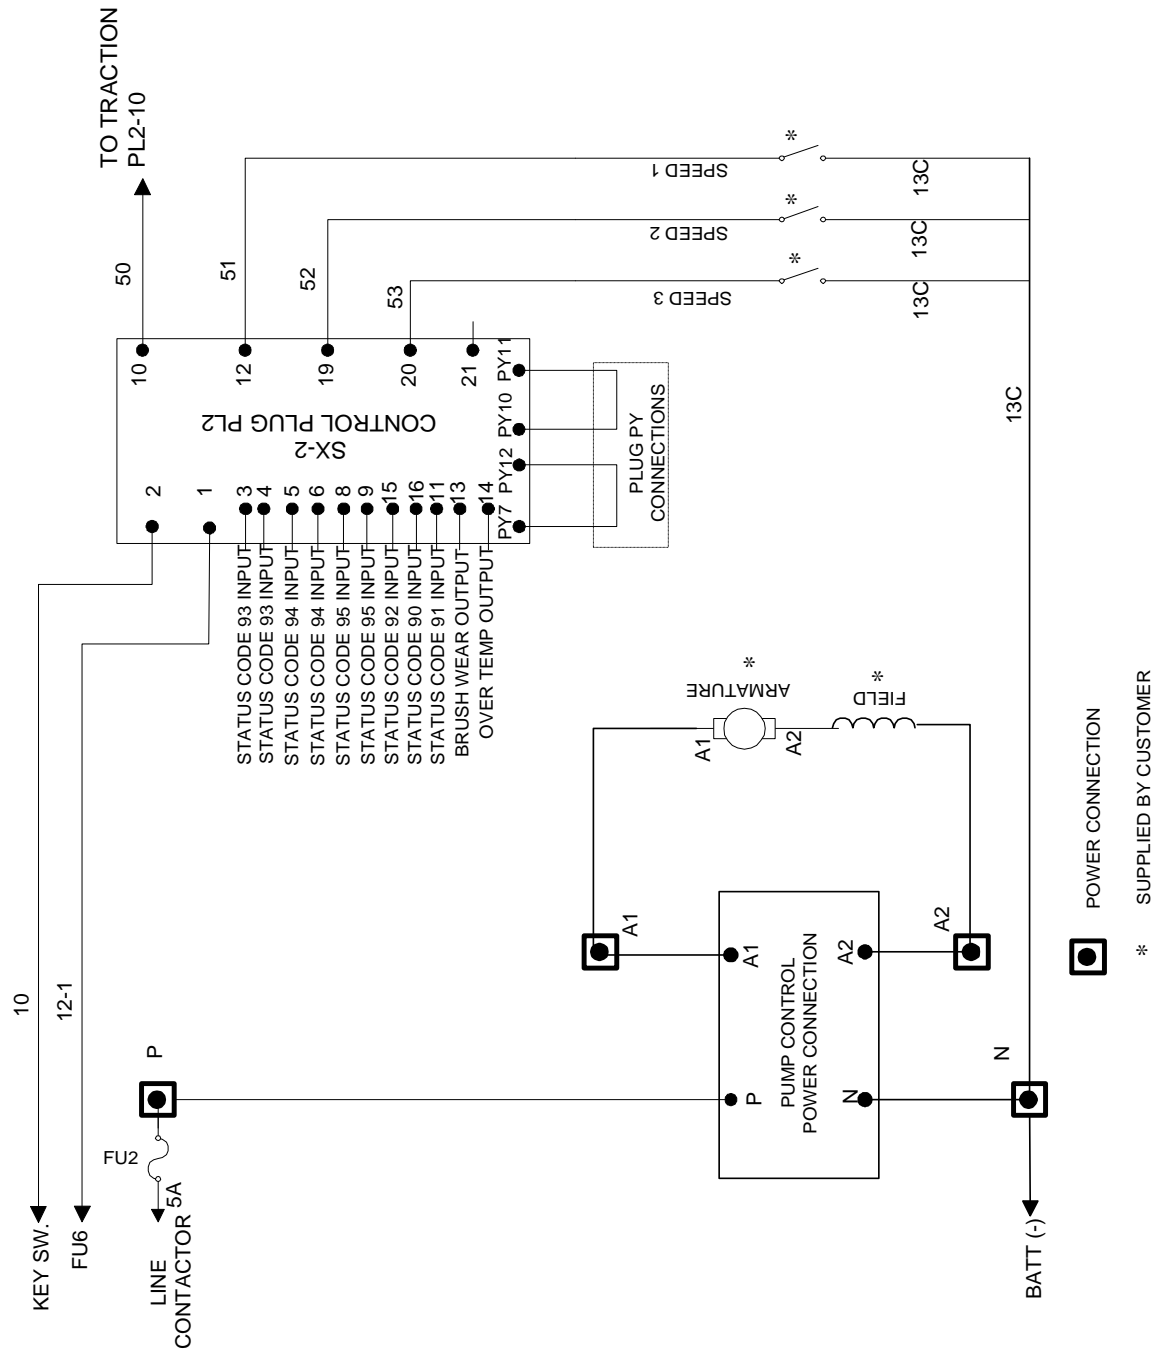 TO TRACTION
PL2-10
50
51
52
53
10
12
19
20
21
SX-2
CONTROL PLUG PL2
2
1
3
4
5
6
8
9
15
16
11
13
14
PY7
PY12
PY10
PY11
PLUG PY
CONNECTIONS
STATUS CODE 93 INPUT
STATUS CODE 93 INPUT
STATUS CODE 94 INPUT
STATUS CODE 94 INPUT
STATUS CODE 95 INPUT
STATUS CODE 95 INPUT
STATUS CODE 92 INPUT
STATUS CODE 90 INPUT
STATUS CODE 91 INPUT
BRUSH WEAR OUTPUT
OVER TEMP OUTPUT
SPEED 1
*
13C
SPEED 2
*
13C
SPEED 3
*
13C
13C
ARMATURE
*
FIELD
*
A1
A2
A1
A2
PUMP CONTROL
POWER CONNECTION
A1
A2
P
N
P
N
10
12-1
KEY SW.
FU6
FU2
5A
LINE
CONTACTOR
BATT (-)
POWER CONNECTION
* SUPPLIED BY CUSTOMER